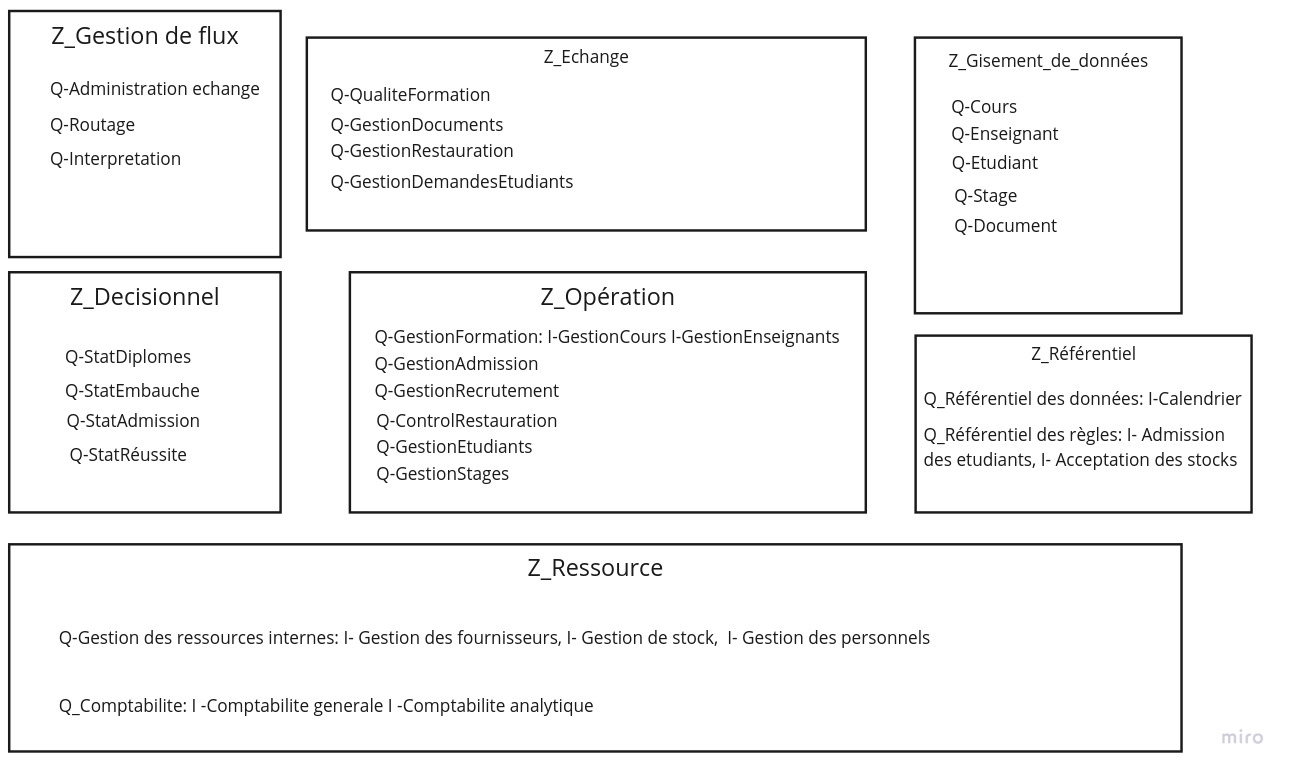 Z_Gestion de flux
Q-Administration echange
Q-Routage
Q-Interpretation
Z_Echange
Q-QualiteFormation
Q-GestionDocuments
Q-GestionRestauration
Q-GestionDemandesEtudiants
Z_Gisement_de_données
Q-Cours
Q-Enseignant
Q-Etudiant
Q-Stage
Q-Document
Z_Decisionnel
Q-StatDiplomes
Q-StatEmbauche
Q-StatAdmission
Q-StatRéussite
Z_Opération
Q-GestionFormation: I-GestionCours I-GestionEnseignants
Q-GestionAdmission
Q-GestionRecrutement
Q-ControlRestauration
Q-GestionEtudiants
Q-GestionStages
Z_Référentiel
Q_Référentiel des données: I-Calendrier
Q_Référentiel des règles: I- Admission
des etudiants, I- Acceptation des stocks
Z_Ressource
Q-Gestion des ressources internes: I- Gestion des fournisseurs, I- Gestion de stock,  I- Gestion des personnels
Q_Comptabilite: I -Comptabilite generale I -Comptabilite analytique
miro